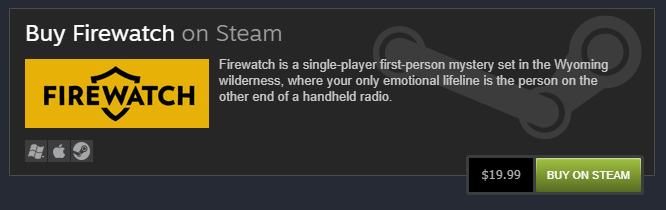 Buy Firewatch on Steam
FIREWATCH
Firewatch is a single-player first-person mystery set in the Wyoming
wilderness, where your only emotional lifeline is the person on the
other end of a handheld radio.
$19.99
BUY ON STEAM